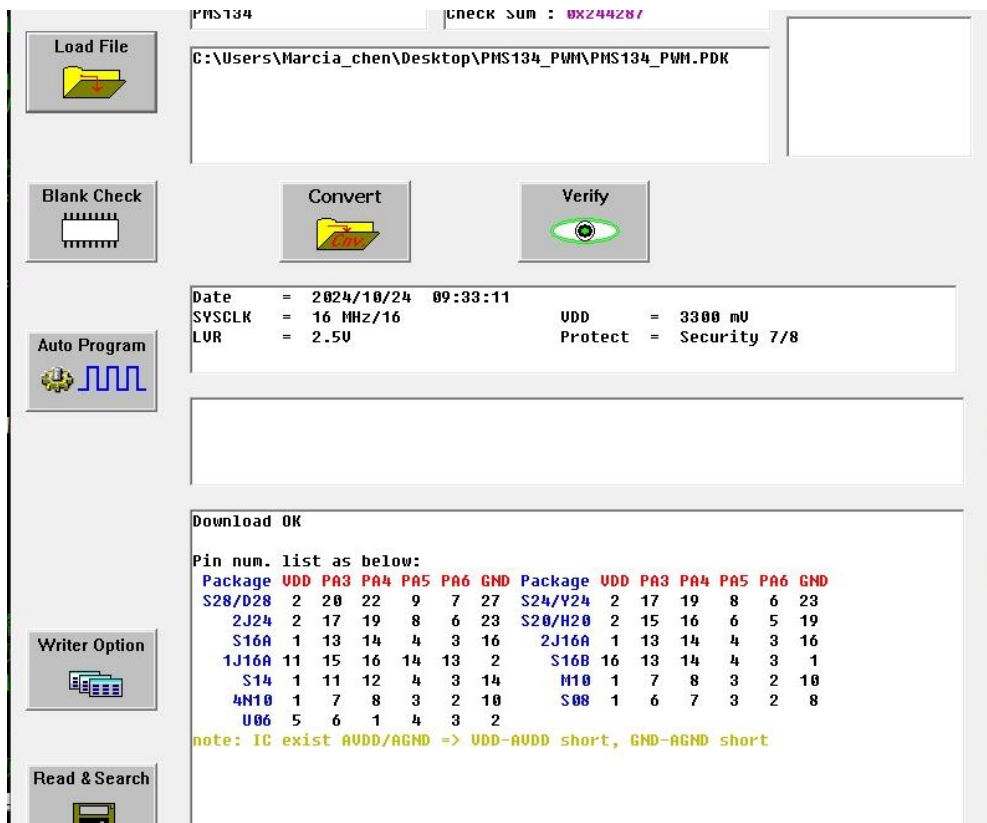 PMS134 Check Sum : 0x244287
Load File
C:\Users\Marcia_chen\Desktop\PMS134_PWM\PMS134_PWM.PDK
Blank Check Convert Verify
Cnv.
Date = 2024/10/24 09:33:11
SYSCLK = 16 MHz/16 VDD = 3300 mV
LVR = 2.5V Protect = Security 7/8
Auto Program
Download OK
Pin num. list as below:
Package VDD PA3 PA4 PA5 PA6 GND Package VDD PA3 PA4 PA5 PA6 GND
S28/D28 2 20 22 9 7 27 S24/Y24 2 17 19 8 6 23
2J24 2 17 19 8 6 23 S20/H20 2 15 16 6 5 19
S16A 1 13 14 4 3 16 2J16A 1 13 14 4 3 16
1J16A 11 15 16 14 13 2 S16B 16 13 14 4 3 1
S14 1 11 12 4 3 14 M10 1 7 8 3 2 10
4N10 1 7 8 3 2 10 S08 1 6 7 3 2 8
U06 5 6 1 4 3 2
note: IC exist AVDD/AGND => VDD-AVDD short, GND-AGND short
Writer Option
Read & Search